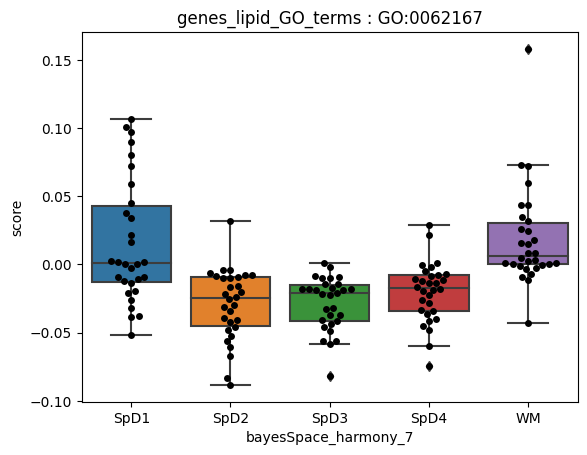 genes_lipid_GO_terms : GO:0062167
0.15
0.10
0.05
0.00
−0.05
−0.10
score
SpD1 SpD2 SpD3 SpD4 WM
bayesSpace_harmony_7